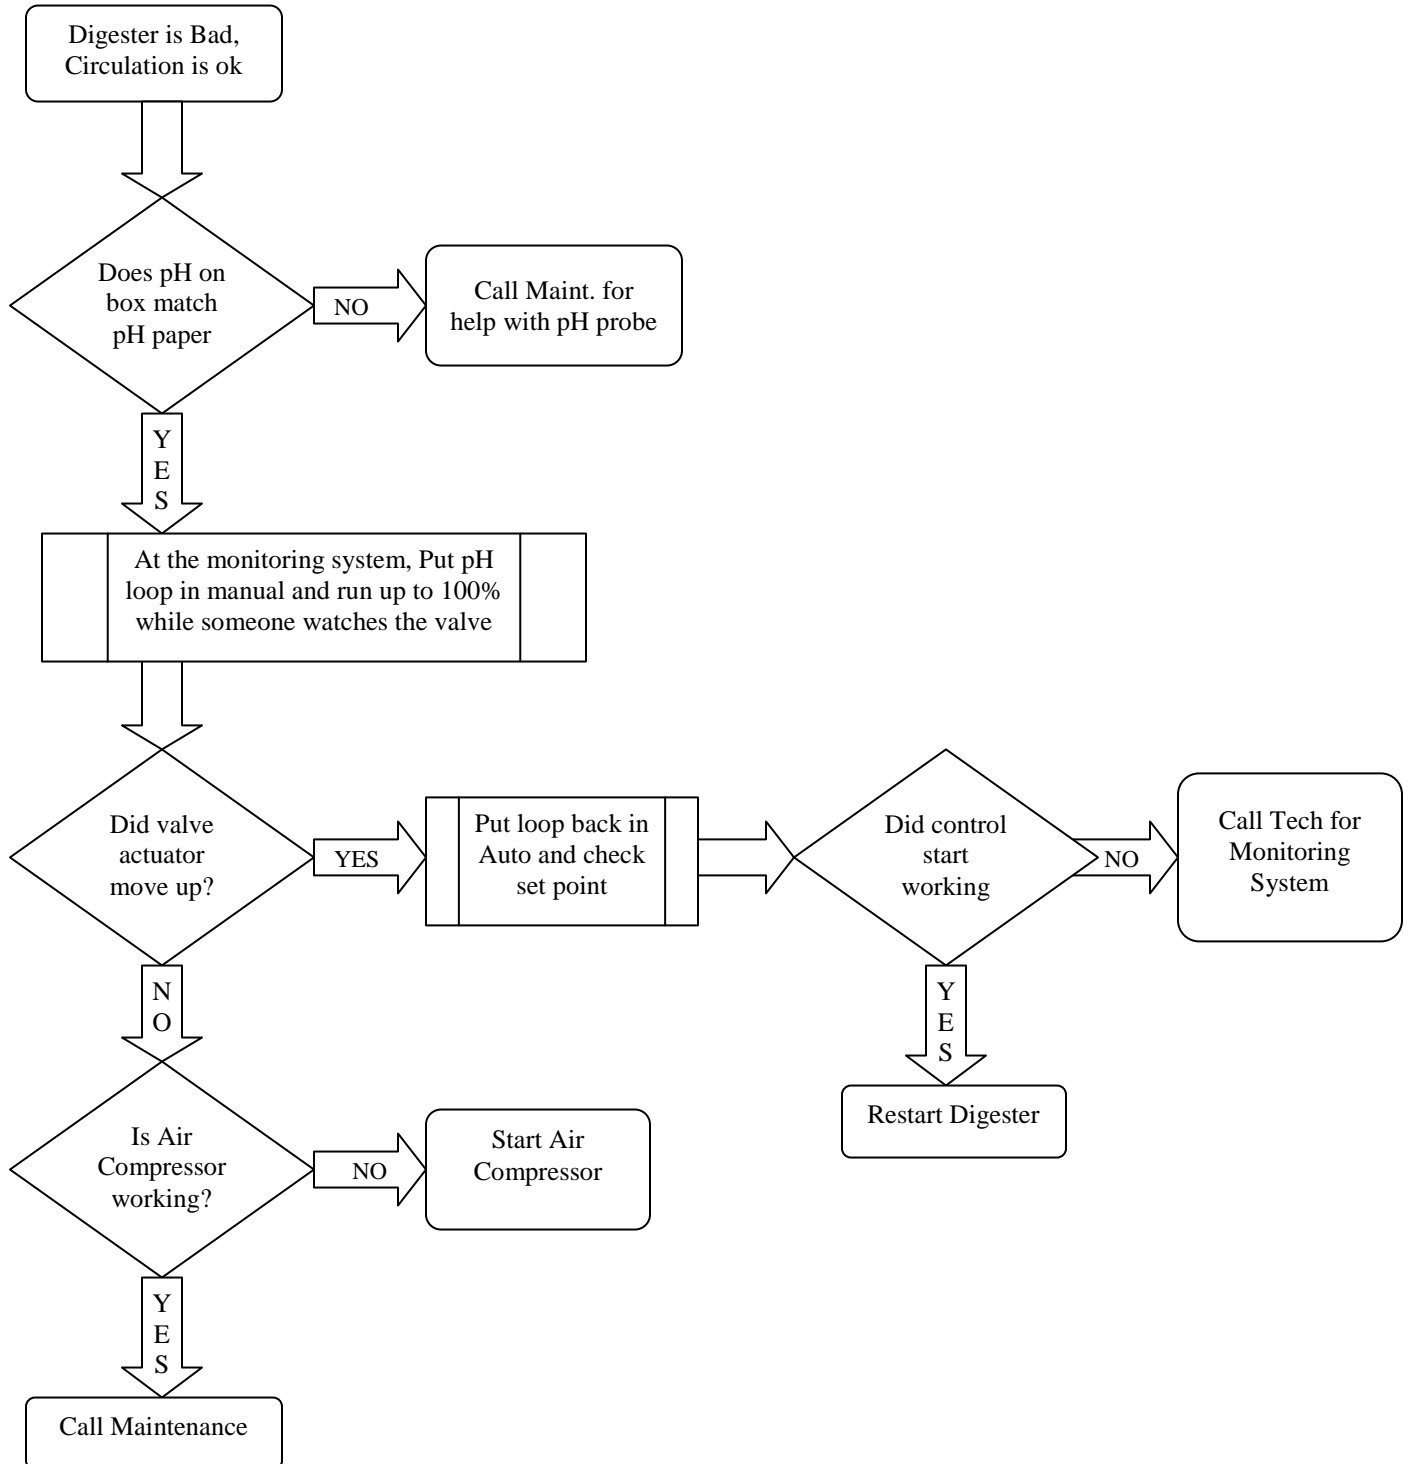 Digester is Bad,
Circulation is ok
Does pH on
box match
pH paper
NO
Call Maint. for
help with pH probe
Y
E
S
At the monitoring system, Put pH
loop in manual and run up to 100%
while someone watches the valve
Did valve
actuator
move up?
YES
Put loop back in
Auto and check
set point
Did control
start
working
NO
Call Tech for
Monitoring
System
Y
E
S
Restart Digester
N
O
Is Air
Compressor
working?
NO
Start Air
Compressor
Y
E
S
Call Maintenance